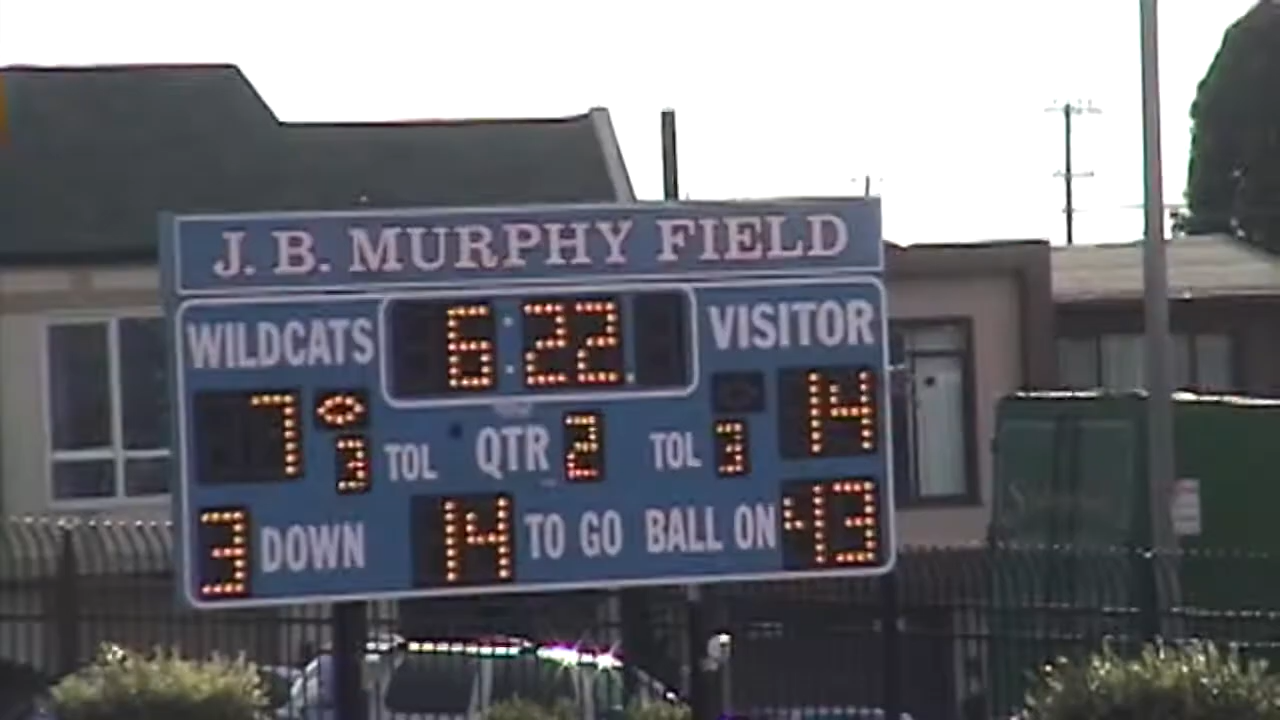 J. B. MURPHY FIELD
WILDCATS 6:22 VISITOR
7 3 TOL QTR 2 TOL 3 14
3 DOWN 14 TO GO BALL ON 43